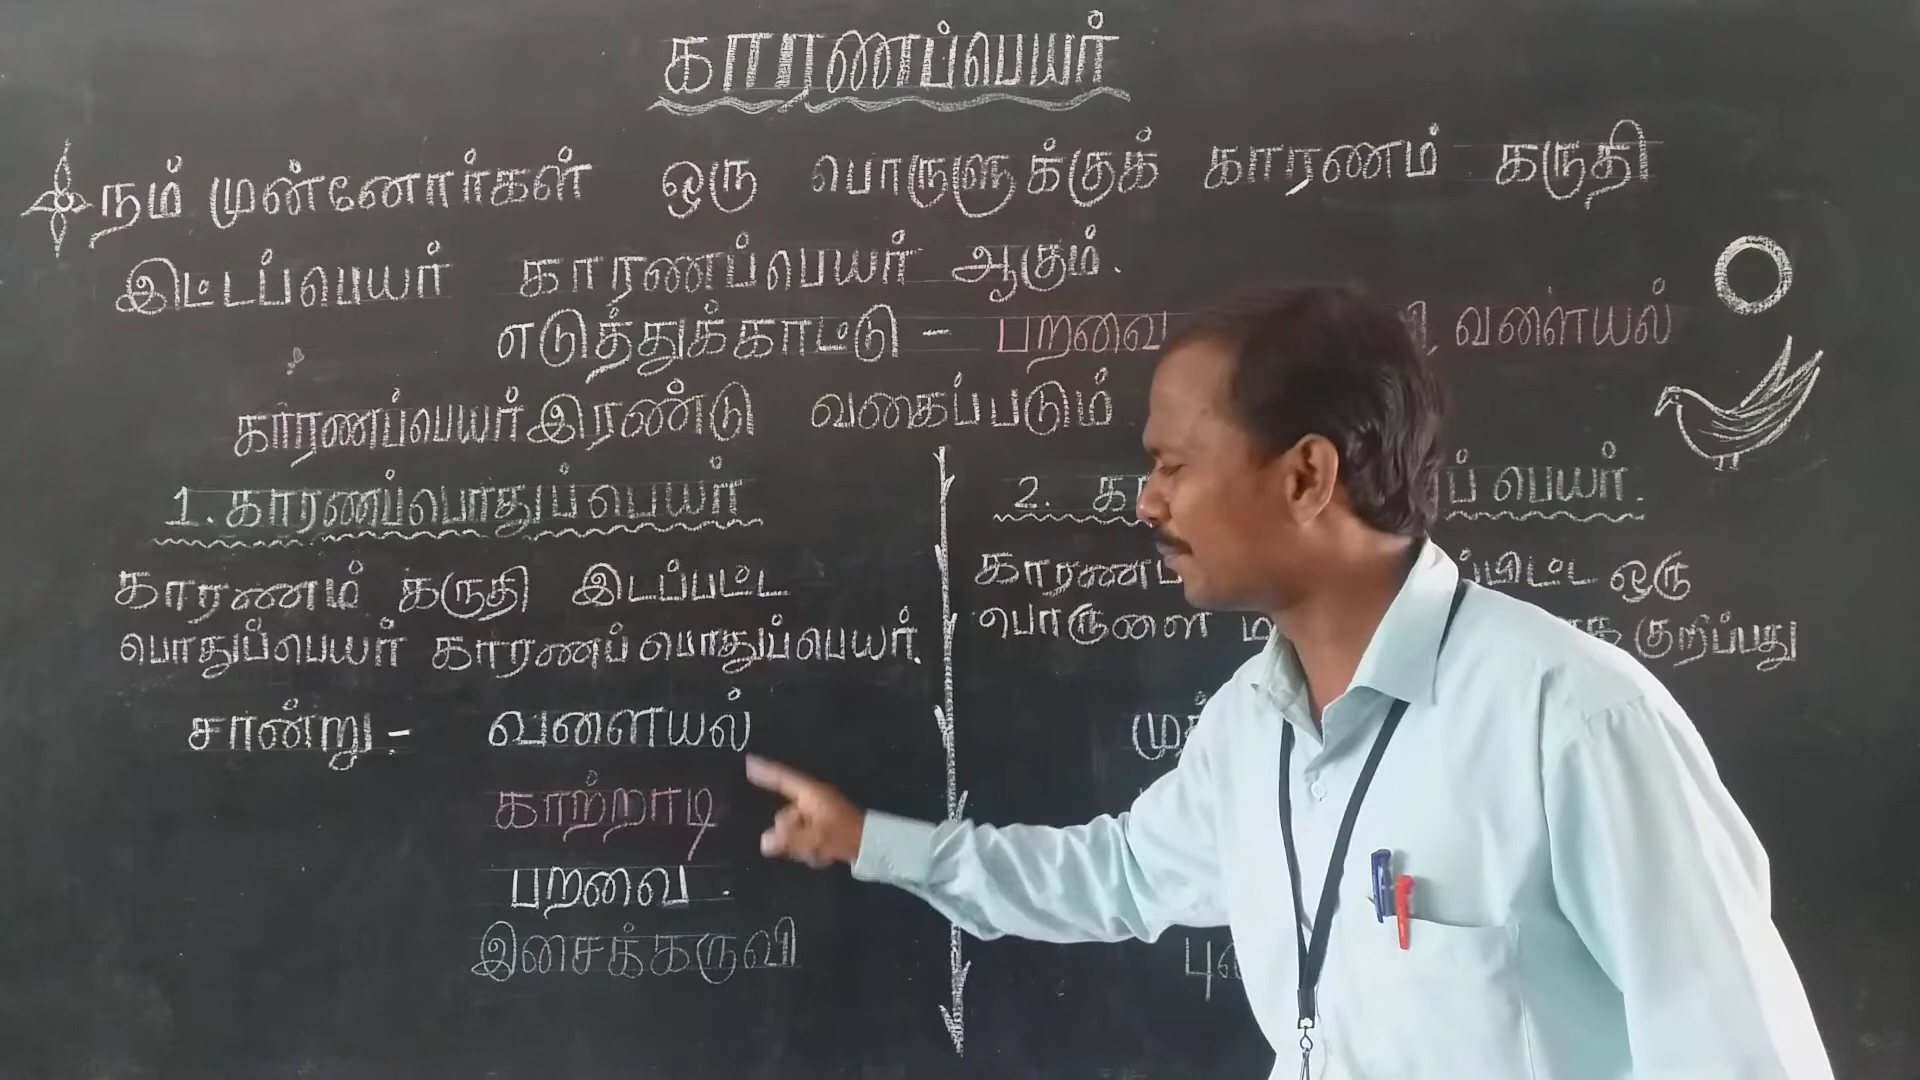 காரணப்பெயர்
நம் முன்னோர்கள் ஒரு பொருளுக்குக் காரணம் கருதி
இட்டப்பெயர் காரணப்பெயர் ஆகும்.
எடுத்துக்காட்டு - பறவை வளையல்
காரணப்பெயர் இரண்டு வகைப்படும்
1. காரணப்பொதுப்பெயர்
காரணம் கருதி இடப்பட்ட
பொதுப்பெயர் காரணப் பொதுப்பெயர்.
சான்று :- வளையல்
காற்றாடி
பறவை.
இசைக்கருவி
2. ப் பெயர்.
ஒரு
பொருளை குறிப்பது